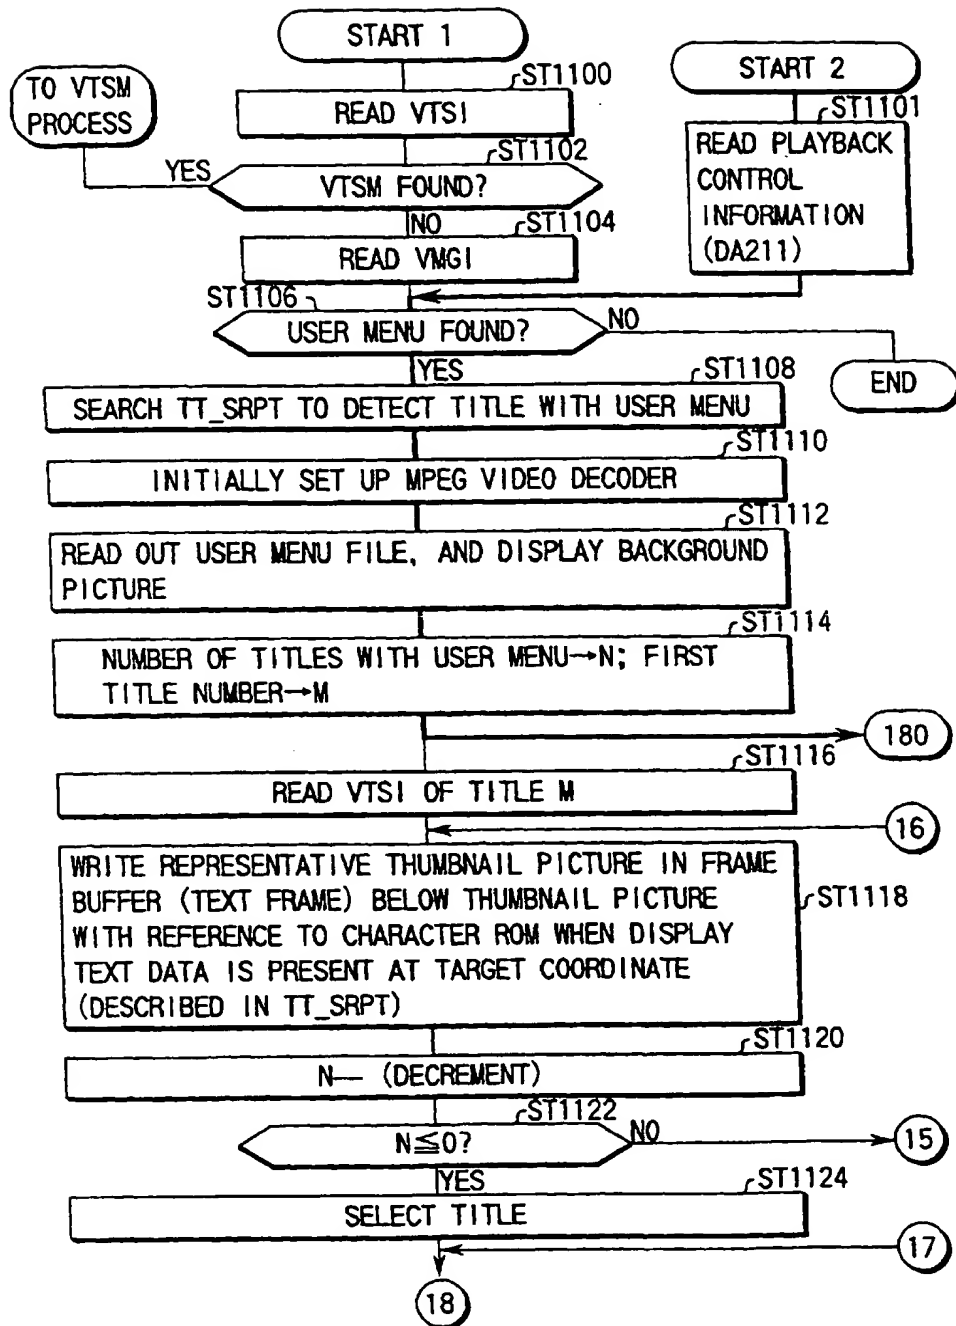 START 1
START 2
TO VTSM
PROCESS
ST1100
READ VTSI
ST1101
READ PLAYBACK
CONTROL
INFORMATION
(DA211)
ST1102
YES
VTSM FOUND?
NO
ST1104
READ VMGI
ST1106
USER MENU FOUND?
NO
END
YES
ST1108
SEARCH TT_SRPT TO DETECT TITLE WITH USER MENU
ST1110
INITIALLY SET UP MPEG VIDEO DECODER
ST1112
READ OUT USER MENU FILE, AND DISPLAY BACKGROUND
PICTURE
ST1114
NUMBER OF TITLES WITH USER MENU→N; FIRST
TITLE NUMBER→M
180
ST1116
READ VTSI OF TITLE M
16
WRITE REPRESENTATIVE THUMBNAIL PICTURE IN FRAME
BUFFER (TEXT FRAME) BELOW THUMBNAIL PICTURE
WITH REFERENCE TO CHARACTER ROM WHEN DISPLAY
TEXT DATA IS PRESENT AT TARGET COORDINATE
(DESCRIBED IN TT_SRPT)
ST1118
ST1120
N-- (DECREMENT)
ST1122
N≦0?
NO
15
YES
ST1124
SELECT TITLE
17
18